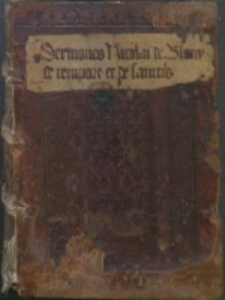 Sermones Nicolai de Blony
de tempore et de sanctis